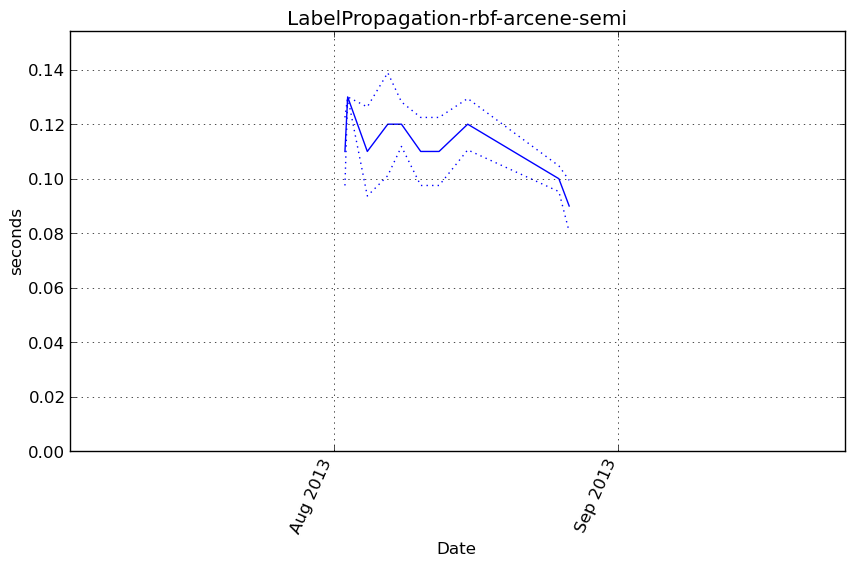 LabelPropagation-rbf-arcene-semi
0.14
0.12
0.10
0.08
0.06
0.04
0.02
0.00
seconds
Aug 2013
Sep 2013
Date